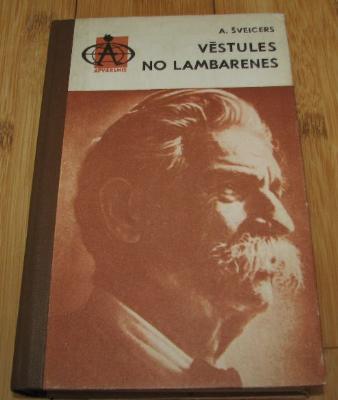 A. ŠVEICERS
VĒSTULES
NO LAMBARENES
A
APVĀRSNIS